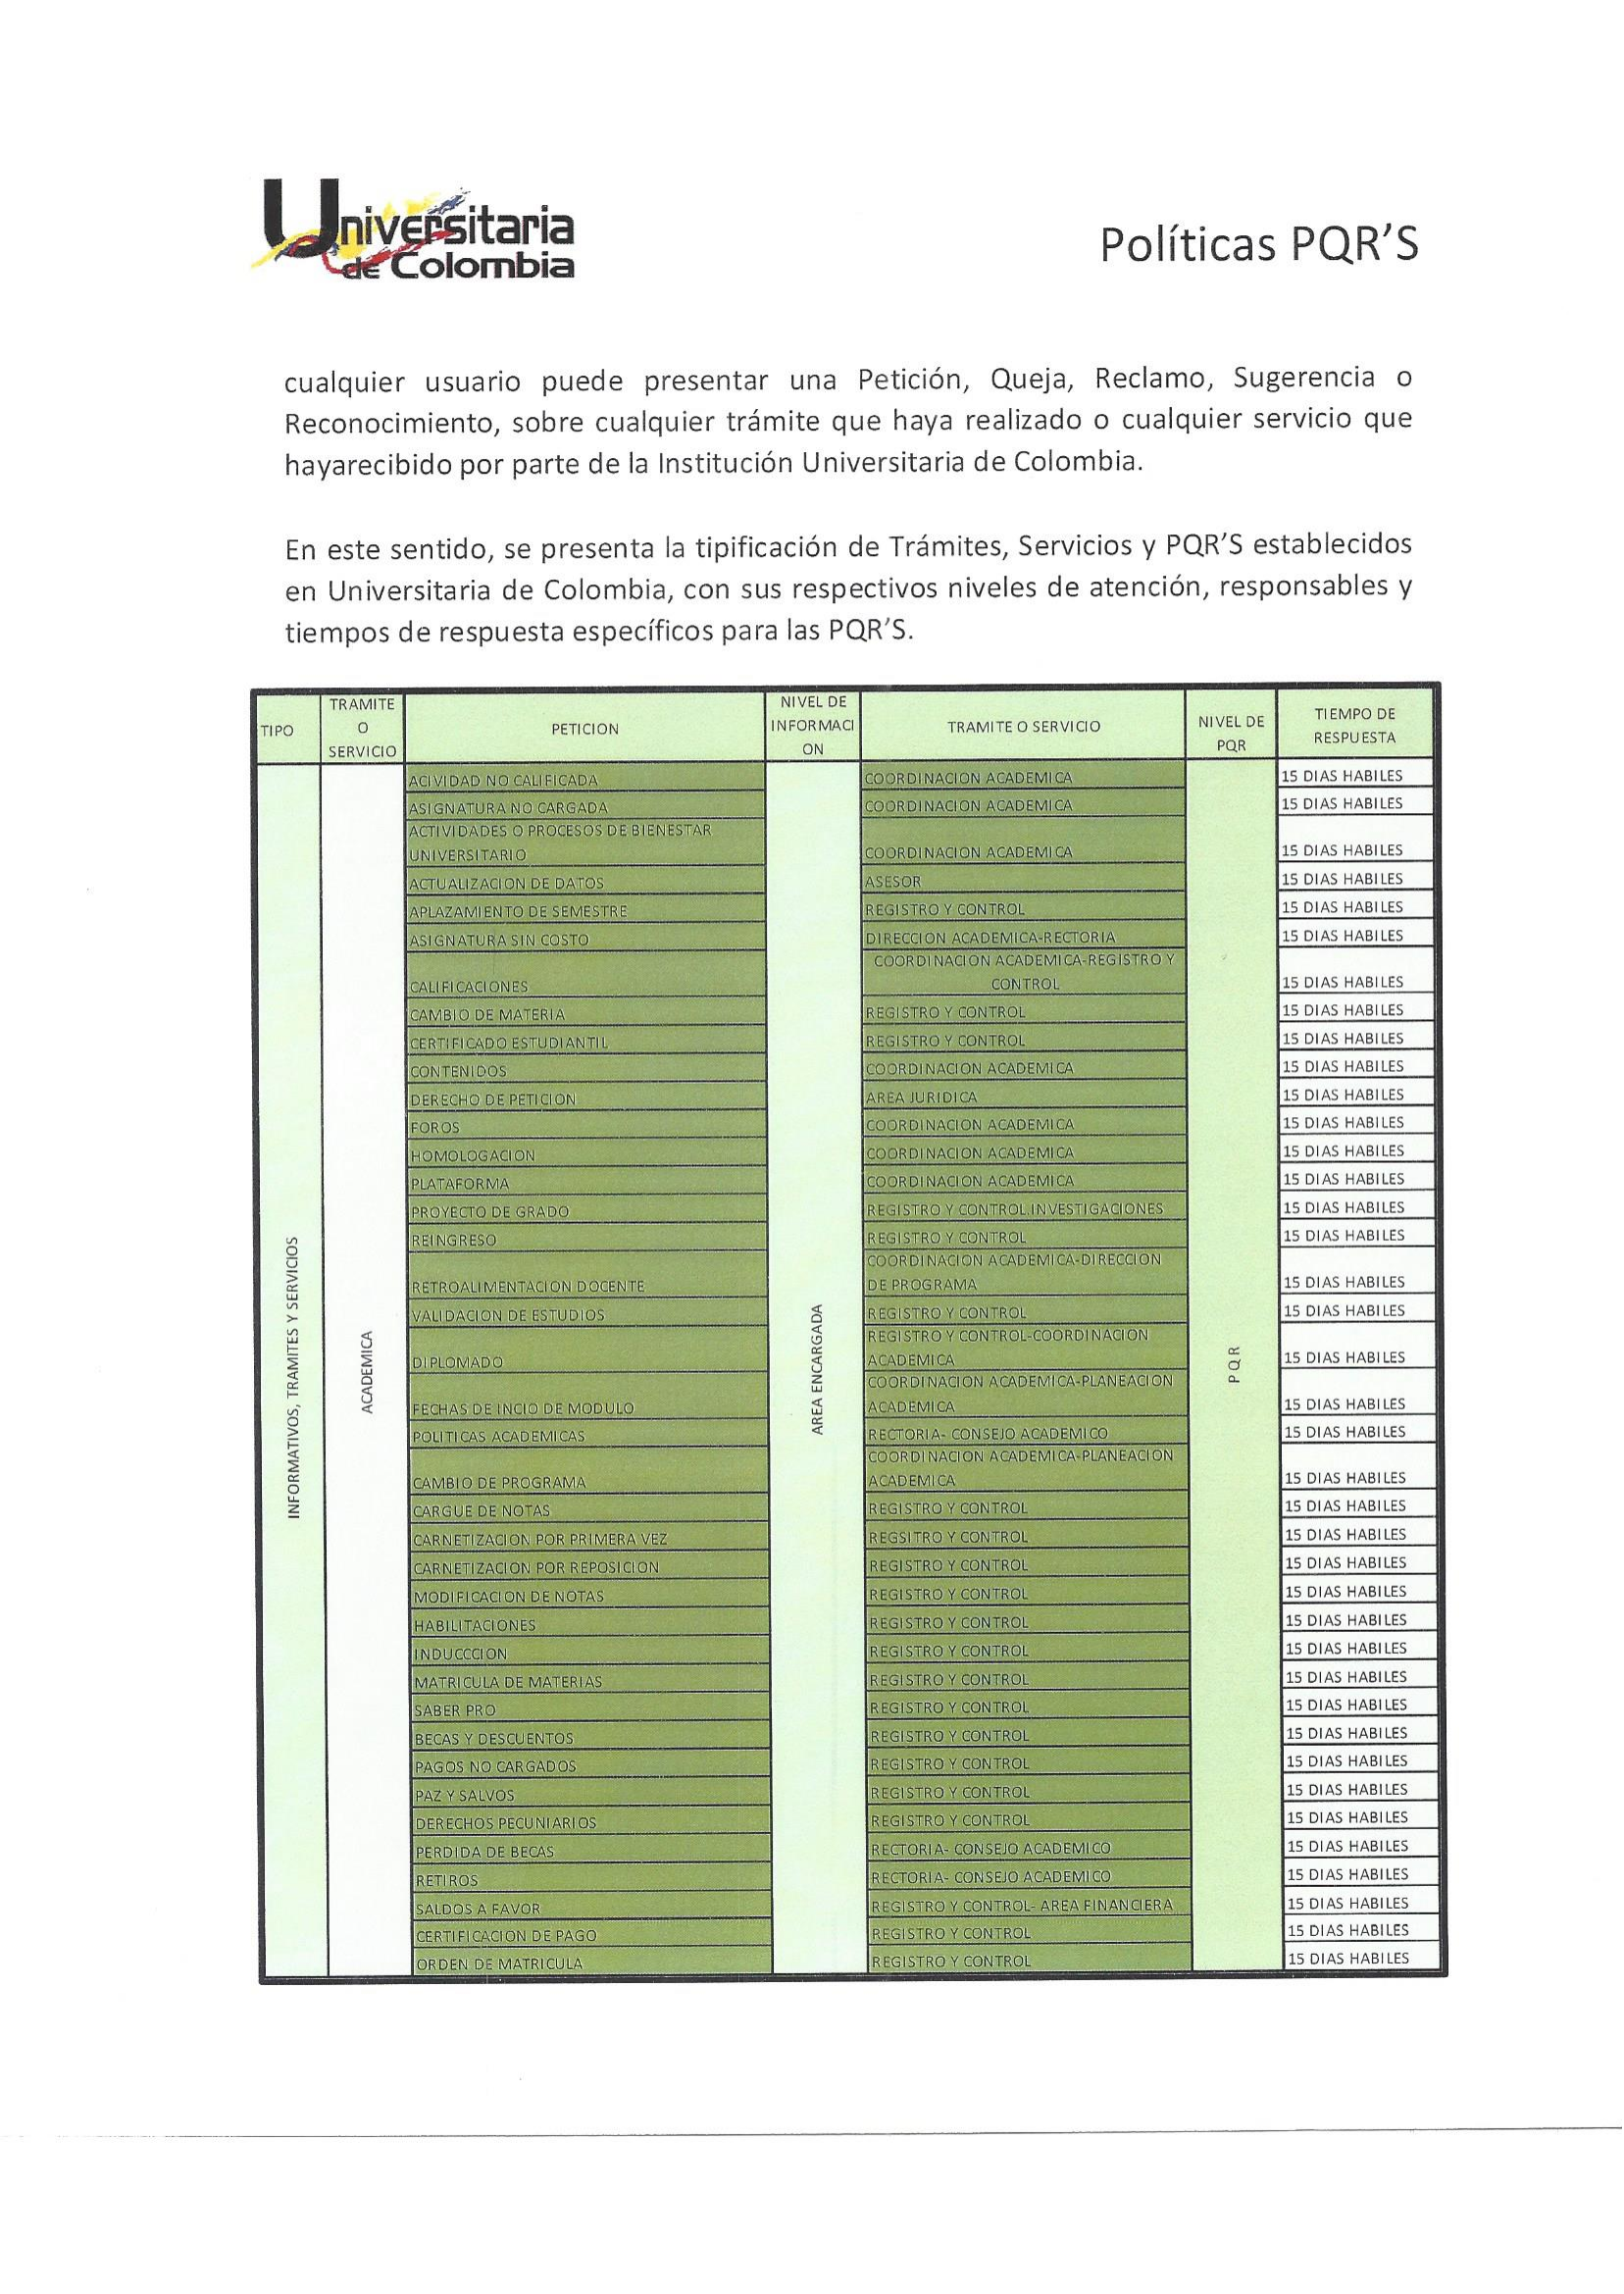 Universitaria
de Colombia
Políticas PQR'S
cualquier usuario puede presentar una Petición, Queja, Reclamo, Sugerencia o
Reconocimiento, sobre cualquier trámite que haya realizado o cualquier servicio que
hayarecibido por parte de la Institución Universitaria de Colombia.
En este sentido, se presenta la tipificación de Trámites, Servicios y PQR'S establecidos
en Universitaria de Colombia, con sus respectivos niveles de atención, responsables y
tiempos de respuesta específicos para las PQR'S.
TIPO
TRAMITE
O
SERVICIO
PETICION
NIVEL DE
INFORMACI
ON
TRAMITE O SERVICIO
NIVEL DE
PQR
TIEMPO DE
RESPUESTA
INFORMATIVOS, TRAMITES Y SERVICIOS
ACADEMICA
AREA ENCARGADA
P Q R
ACIVIDAD NO CALIFICADA COORDINACION ACADEMICA 15 DIAS HABILES
ASIGNATURA NO CARGADA COORDINACION ACADEMICA 15 DIAS HABILES
ACTIVIDADES O PROCESOS DE BIENESTAR
UNIVERSITARIO COORDINACION ACADEMICA 15 DIAS HABILES
ACTUALIZACION DE DATOS ASESOR 15 DIAS HABILES
APLAZAMIENTO DE SEMESTRE REGISTRO Y CONTROL 15 DIAS HABILES
ASIGNATURA SIN COSTO DIRECCION ACADEMICA-RECTORIA 15 DIAS HABILES
COORDINACION ACADEMICA-REGISTRO Y
CALIFICACIONES CONTROL 15 DIAS HABILES
CAMBIO DE MATERIA REGISTRO Y CONTROL 15 DIAS HABILES
CERTIFICADO ESTUDIANTIL REGISTRO Y CONTROL 15 DIAS HABILES
CONTENIDOS COORDINACION ACADEMICA 15 DIAS HABILES
DERECHO DE PETICION AREA JURIDICA 15 DIAS HABILES
FOROS COORDINACION ACADEMICA 15 DIAS HABILES
HOMOLOGACION COORDINACION ACADEMICA 15 DIAS HABILES
PLATAFORMA COORDINACION ACADEMICA 15 DIAS HABILES
PROYECTO DE GRADO REGISTRO Y CONTROL.INVESTIGACIONES 15 DIAS HABILES
REINGRESO REGISTRO Y CONTROL 15 DIAS HABILES
COORDINACION ACADEMICA-DIRECCION
RETROALIMENTACION DOCENTE DE PROGRAMA 15 DIAS HABILES
VALIDACION DE ESTUDIOS REGISTRO Y CONTROL 15 DIAS HABILES
REGISTRO Y CONTROL-COORDINACION
DIPLOMADO ACADEMICA 15 DIAS HABILES
COORDINACION ACADEMICA-PLANEACION
FECHAS DE INCIO DE MODULO ACADEMICA 15 DIAS HABILES
POLITICAS ACADEMICAS RECTORIA- CONSEJO ACADEMICO 15 DIAS HABILES
COORDINACION ACADEMICA-PLANEACION
CAMBIO DE PROGRAMA ACADEMICA 15 DIAS HABILES
CARGUE DE NOTAS REGISTRO Y CONTROL 15 DIAS HABILES
CARNETIZACION POR PRIMERA VEZ REGSITRO Y CONTROL 15 DIAS HABILES
CARNETIZACION POR REPOSICION REGISTRO Y CONTROL 15 DIAS HABILES
MODIFICACION DE NOTAS REGISTRO Y CONTROL 15 DIAS HABILES
HABILITACIONES REGISTRO Y CONTROL 15 DIAS HABILES
INDUCCCION REGISTRO Y CONTROL 15 DIAS HABILES
MATRICULA DE MATERIAS REGISTRO Y CONTROL 15 DIAS HABILES
SABER PRO REGISTRO Y CONTROL 15 DIAS HABILES
BECAS Y DESCUENTOS REGISTRO Y CONTROL 15 DIAS HABILES
PAGOS NO CARGADOS REGISTRO Y CONTROL 15 DIAS HABILES
PAZ Y SALVOS REGISTRO Y CONTROL 15 DIAS HABILES
DERECHOS PECUNIARIOS REGISTRO Y CONTROL 15 DIAS HABILES
PERDIDA DE BECAS RECTORIA- CONSEJO ACADEMICO 15 DIAS HABILES
RETIROS RECTORIA- CONSEJO ACADEMICO 15 DIAS HABILES
SALDOS A FAVOR REGISTRO Y CONTROL- AREA FINANCIERA 15 DIAS HABILES
CERTIFICACION DE PAGO REGISTRO Y CONTROL 15 DIAS HABILES
ORDEN DE MATRICULA REGISTRO Y CONTROL 15 DIAS HABILES